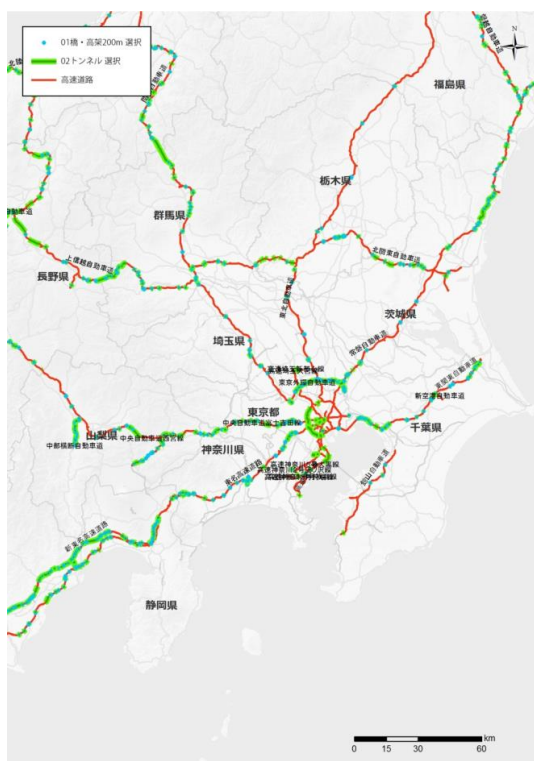 01橋・高架200m 選択
02トンネル 選択
高速道路
N
福島県
栃木県
群馬県
自動車道
北関東自動車道
上信越自動車道
長野県
東北自動車道
茨城県
埼玉県
常磐自動車道
東京外環自動車道
東関東自動車道
新空港自動車道
東京都
中央自動車道富士吉田線
千葉県
山梨県
中央自動車道西宮線
中部横断自動車道
神奈川県
東名高速道路
館山自動車道
新東名高速道路
静岡県
km
0 15 30 60